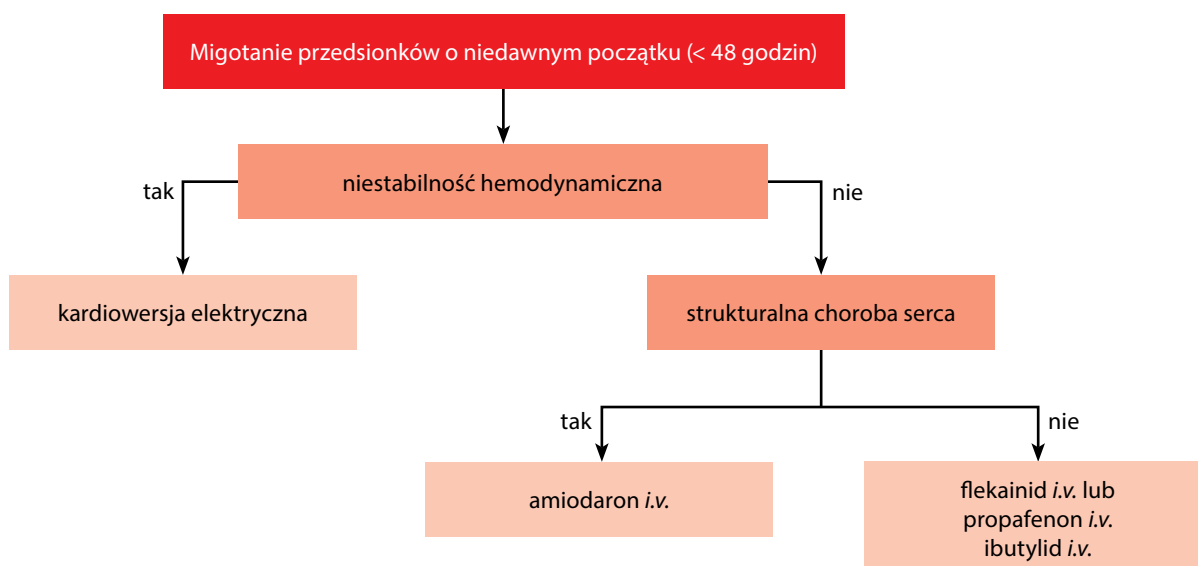 Migotanie przedsionków o niedawnym początku (< 48 godzin)
niestabilność hemodynamiczna
tak
nie
kardiowersja elektryczna
strukturalna choroba serca
tak
nie
amiodaron i.v.
flekainid i.v. lub
propafenon i.v.
ibutylid i.v.